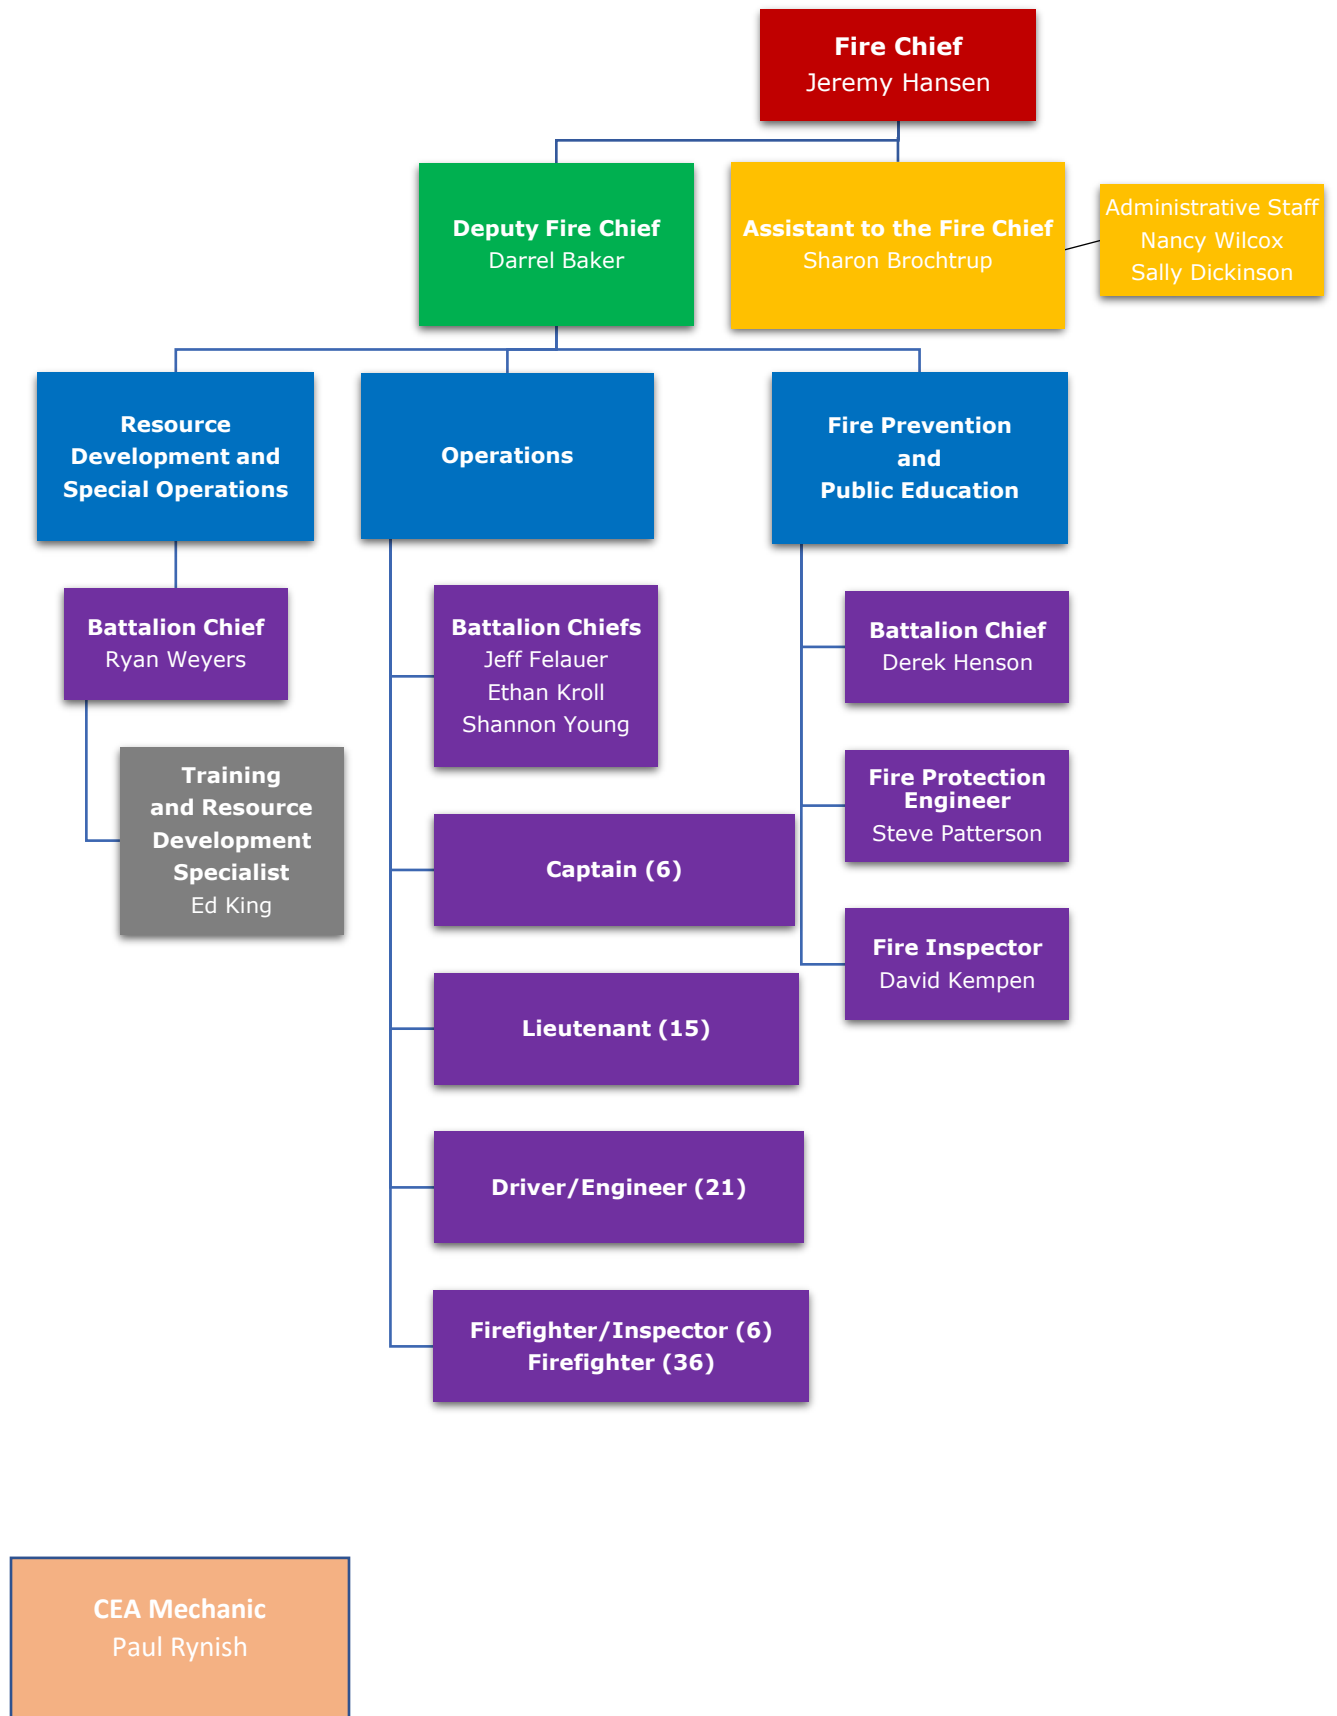 Fire Chief
Jeremy Hansen
Deputy Fire Chief
Darrel Baker
Assistant to the Fire Chief
Sharon Brochtrup
Administrative Staff
Nancy Wilcox
Sally Dickinson
Resource
Development and
Special Operations
Operations
Fire Prevention
and
Public Education
Battalion Chief
Ryan Weyers
Training
and Resource
Development
Specialist
Ed King
Battalion Chiefs
Jeff Felauer
Ethan Kroll
Shannon Young
Captain (6)
Lieutenant (15)
Driver/Engineer (21)
Firefighter/Inspector (6)
Firefighter (36)
Battalion Chief
Derek Henson
Fire Protection
Engineer
Steve Patterson
Fire Inspector
David Kempen
CEA Mechanic
Paul Rynish